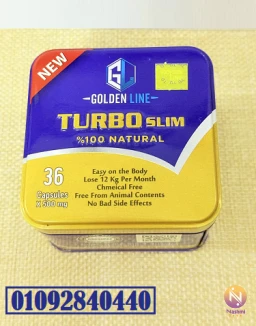 NEW
GL
GOLDEN LINE
TURBO SLIM
%100 NATURAL
36
Capsules
X 500 mg
Easy on the Body
Lose 12 Kg Per Month
Chmeical Free
Free From Animal Contents
No Bad Side Effects
01092840440
N